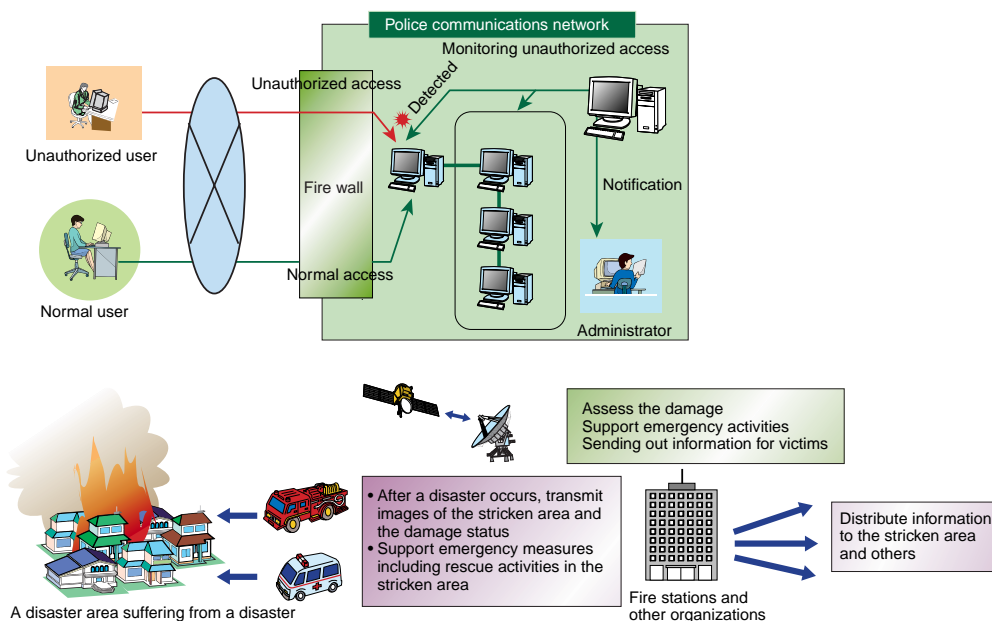 Police communications network
Monitoring unauthorized access
Unauthorized access
Detected
Unauthorized user
Fire wall
Notification
Normal access
Normal user
Administrator
Assess the damage
Support emergency activities
Sending out information for victims
• After a disaster occurs, transmit
images of the stricken area and
the damage status
• Support emergency measures
including rescue activities in the
stricken area
Distribute information
to the stricken area
and others
A disaster area suffering from a disaster
Fire stations and
other organizations